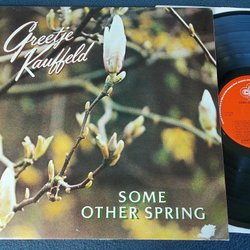 Greetje
Kauffeld
SOME
OTHER SPRING